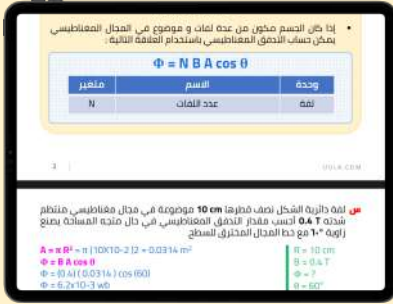 إذا كان الجسم مكون من عدة لفات و موضوع في المجال المغناطيسي
يمكن حساب التدفق المغناطيسي باستخدام العلاقة التالية :
Φ = N B A cos θ
متغير الاسم وحدة
N عدد اللفات لفة
3 | UULA.COM
س لفة دائرية الشكل نصف قطرها 10 cm موضوعة في مجال مغناطيسي منتظم
شدته 0.4 T أحسب مقدار التدفق المغناطيسي في حال متجه المساحة يصنع
زاوية 60° مع خط المجال المخترق للسطح
A = π R² = π (10X10-2 )2 = 0.0314 m²
Φ = B A cos θ
Φ = (0.4) ( 0.0314 ) cos (60)
Φ = 6.2x10-3 wb
R = 10 cm
B = 0.4 T
Φ = ?
θ = 60°